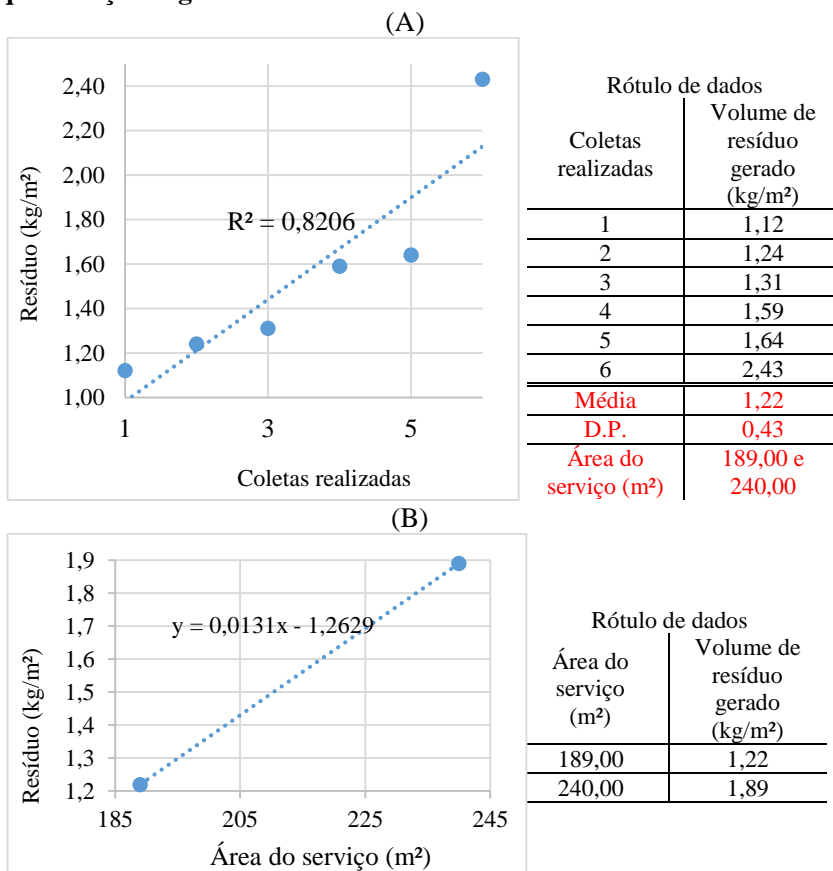 (A)
2,40
2,20
2,00
1,80
1,60
1,40
1,20
1,00
R² = 0,8206
1
3
5
Resíduo (kg/m²)
Coletas realizadas
Rótulo de dados
Coletas realizadas
Volume de resíduo gerado (kg/m²)
1 1,12
2 1,24
3 1,31
4 1,59
5 1,64
6 2,43
Média 1,22
D.P. 0,43
Área do serviço (m²) 189,00 e 240,00
(B)
1,9
1,8
1,7
1,6
1,5
1,4
1,3
1,2
y = 0,0131x - 1,2629
185
205
225
245
Resíduo (kg/m²)
Área do serviço (m²)
Rótulo de dados
Área do serviço (m²)
Volume de resíduo gerado (kg/m²)
189,00 1,22
240,00 1,89